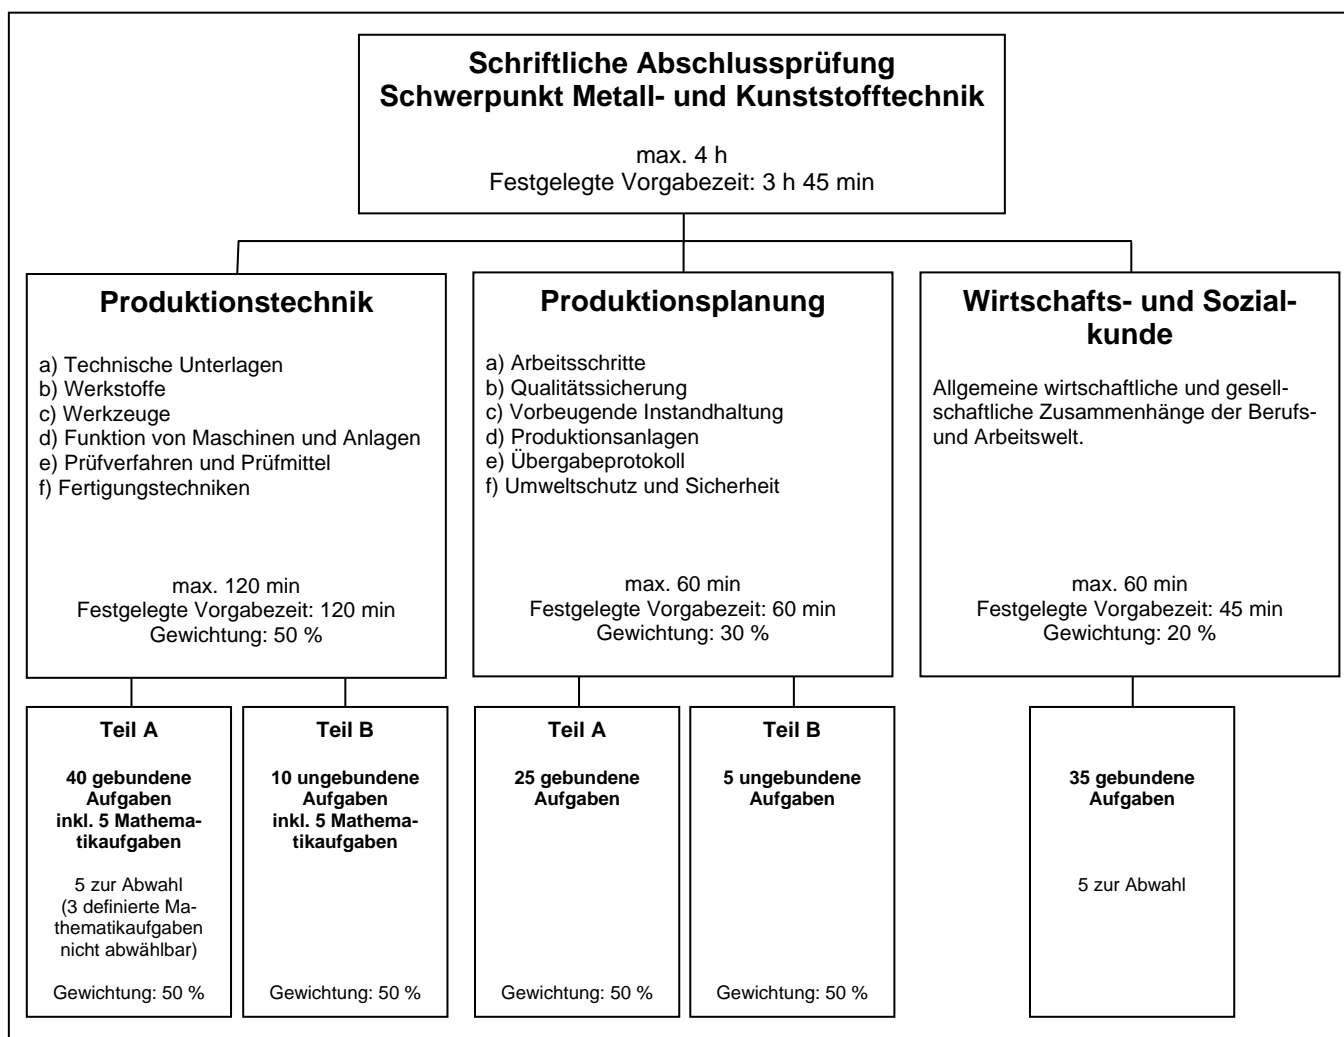 Schriftliche Abschlussprüfung
Schwerpunkt Metall- und Kunststofftechnik
max. 4 h
Festgelegte Vorgabezeit: 3 h 45 min
Produktionstechnik
a) Technische Unterlagen
b) Werkstoffe
c) Werkzeuge
d) Funktion von Maschinen und Anlagen
e) Prüfverfahren und Prüfmittel
f) Fertigungstechniken
max. 120 min
Festgelegte Vorgabezeit: 120 min
Gewichtung: 50 %
Produktionsplanung
a) Arbeitsschritte
b) Qualitätssicherung
c) Vorbeugende Instandhaltung
d) Produktionsanlagen
e) Übergabeprotokoll
f) Umweltschutz und Sicherheit
max. 60 min
Festgelegte Vorgabezeit: 60 min
Gewichtung: 30 %
Wirtschafts- und Sozial-
kunde
Allgemeine wirtschaftliche und gesell-
schaftliche Zusammenhänge der Berufs-
und Arbeitswelt.
max. 60 min
Festgelegte Vorgabezeit: 45 min
Gewichtung: 20 %
Teil A
40 gebundene
Aufgaben
inkl. 5 Mathema-
tikaufgaben
5 zur Abwahl
(3 definierte Ma-
thematikaufgaben
nicht abwählbar)
Gewichtung: 50 %
Teil B
10 ungebundene
Aufgaben
inkl. 5 Mathema-
tikaufgaben
Gewichtung: 50 %
Teil A
25 gebundene
Aufgaben
Gewichtung: 50 %
Teil B
5 ungebundene
Aufgaben
Gewichtung: 50 %
35 gebundene
Aufgaben
5 zur Abwahl